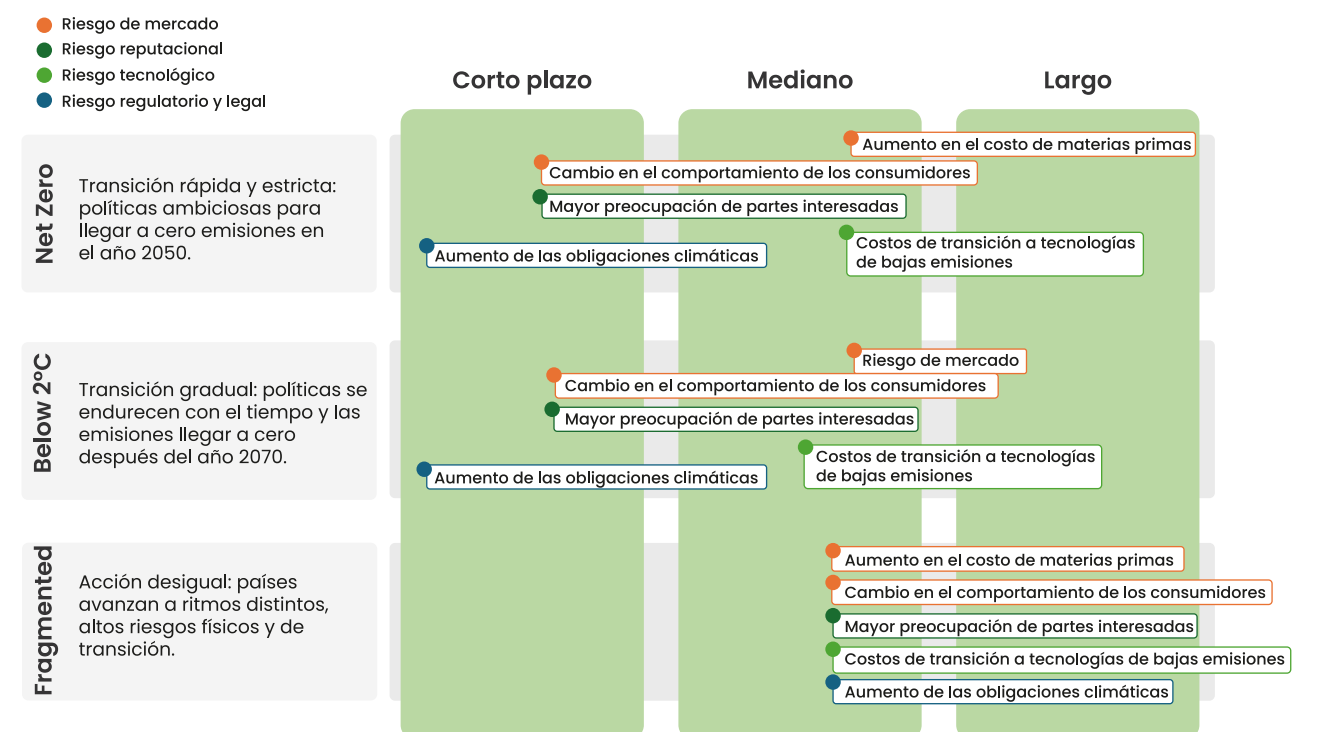 Riesgo de mercado
Riesgo reputacional
Riesgo tecnológico
Riesgo regulatorio y legal
Corto plazo
Mediano
Largo
Net Zero
Transición rápida y estricta:
políticas ambiciosas para
llegar a cero emisiones en
el año 2050.
Aumento en el costo de materias primas
Cambio en el comportamiento de los consumidores
Mayor preocupación de partes interesadas
Costos de transición a tecnologías
de bajas emisiones
Aumento de las obligaciones climáticas
Below 2°C
Transición gradual: políticas se
endurecen con el tiempo y las
emisiones llegar a cero
después del año 2070.
Riesgo de mercado
Cambio en el comportamiento de los consumidores
Mayor preocupación de partes interesadas
Costos de transición a tecnologías
de bajas emisiones
Aumento de las obligaciones climáticas
Fragmented
Acción desigual: países
avanzan a ritmos distintos,
altos riesgos físicos y de
transición.
Aumento en el costo de materias primas
Cambio en el comportamiento de los consumidores
Mayor preocupación de partes interesadas
Costos de transición a tecnologías de bajas emisiones
Aumento de las obligaciones climáticas